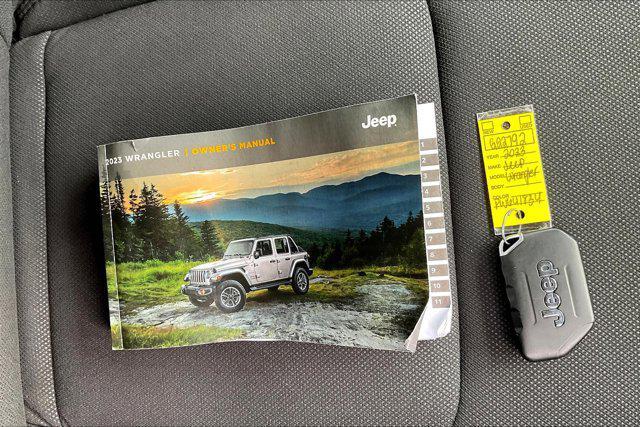 Jeep
2023 WRANGLER | OWNER'S MANUAL
1
2
3
4
5
6
7
8
9
10
11
YEAR 2023
MAKE Jeep
MODEL Wrangler
BODY
COLOR
Jeep